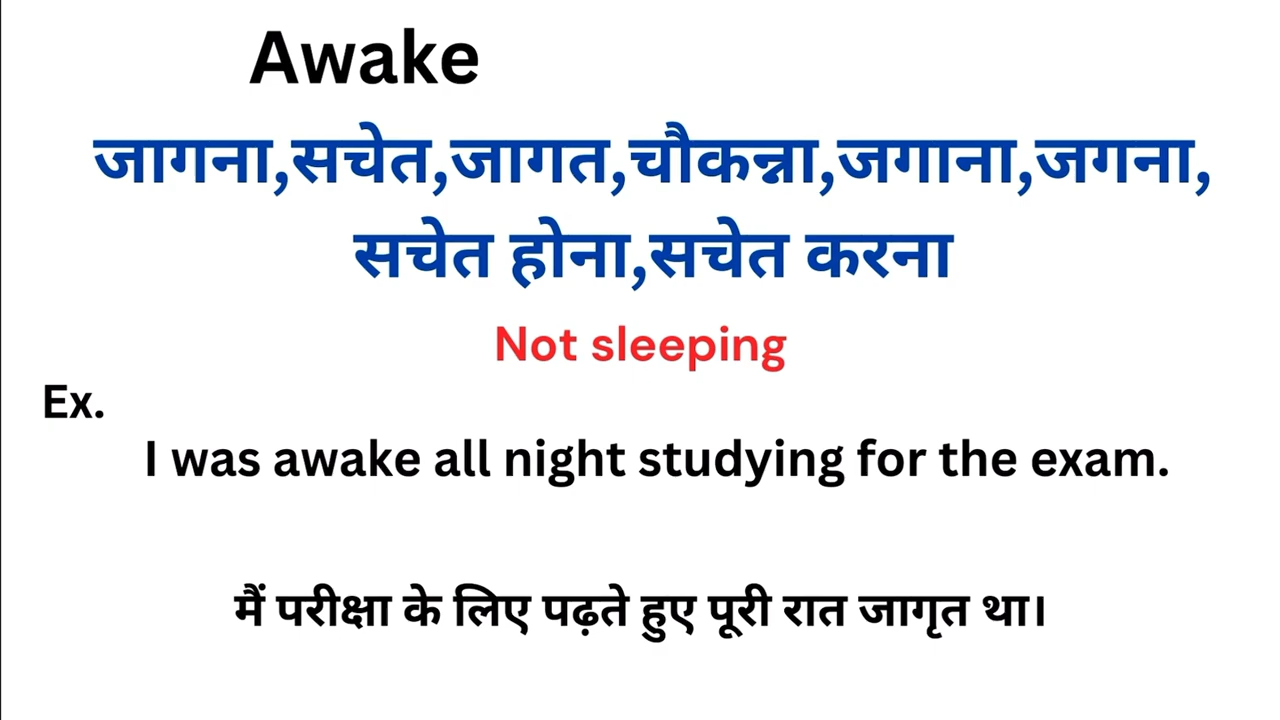 Awake
जागना,सचेत,जागत,चौकन्ना,जगाना,जगना,
सचेत होना,सचेत करना
Not sleeping
Ex.
I was awake all night studying for the exam.
मैं परीक्षा के लिए पढ़ते हुए पूरी रात जागृत था।